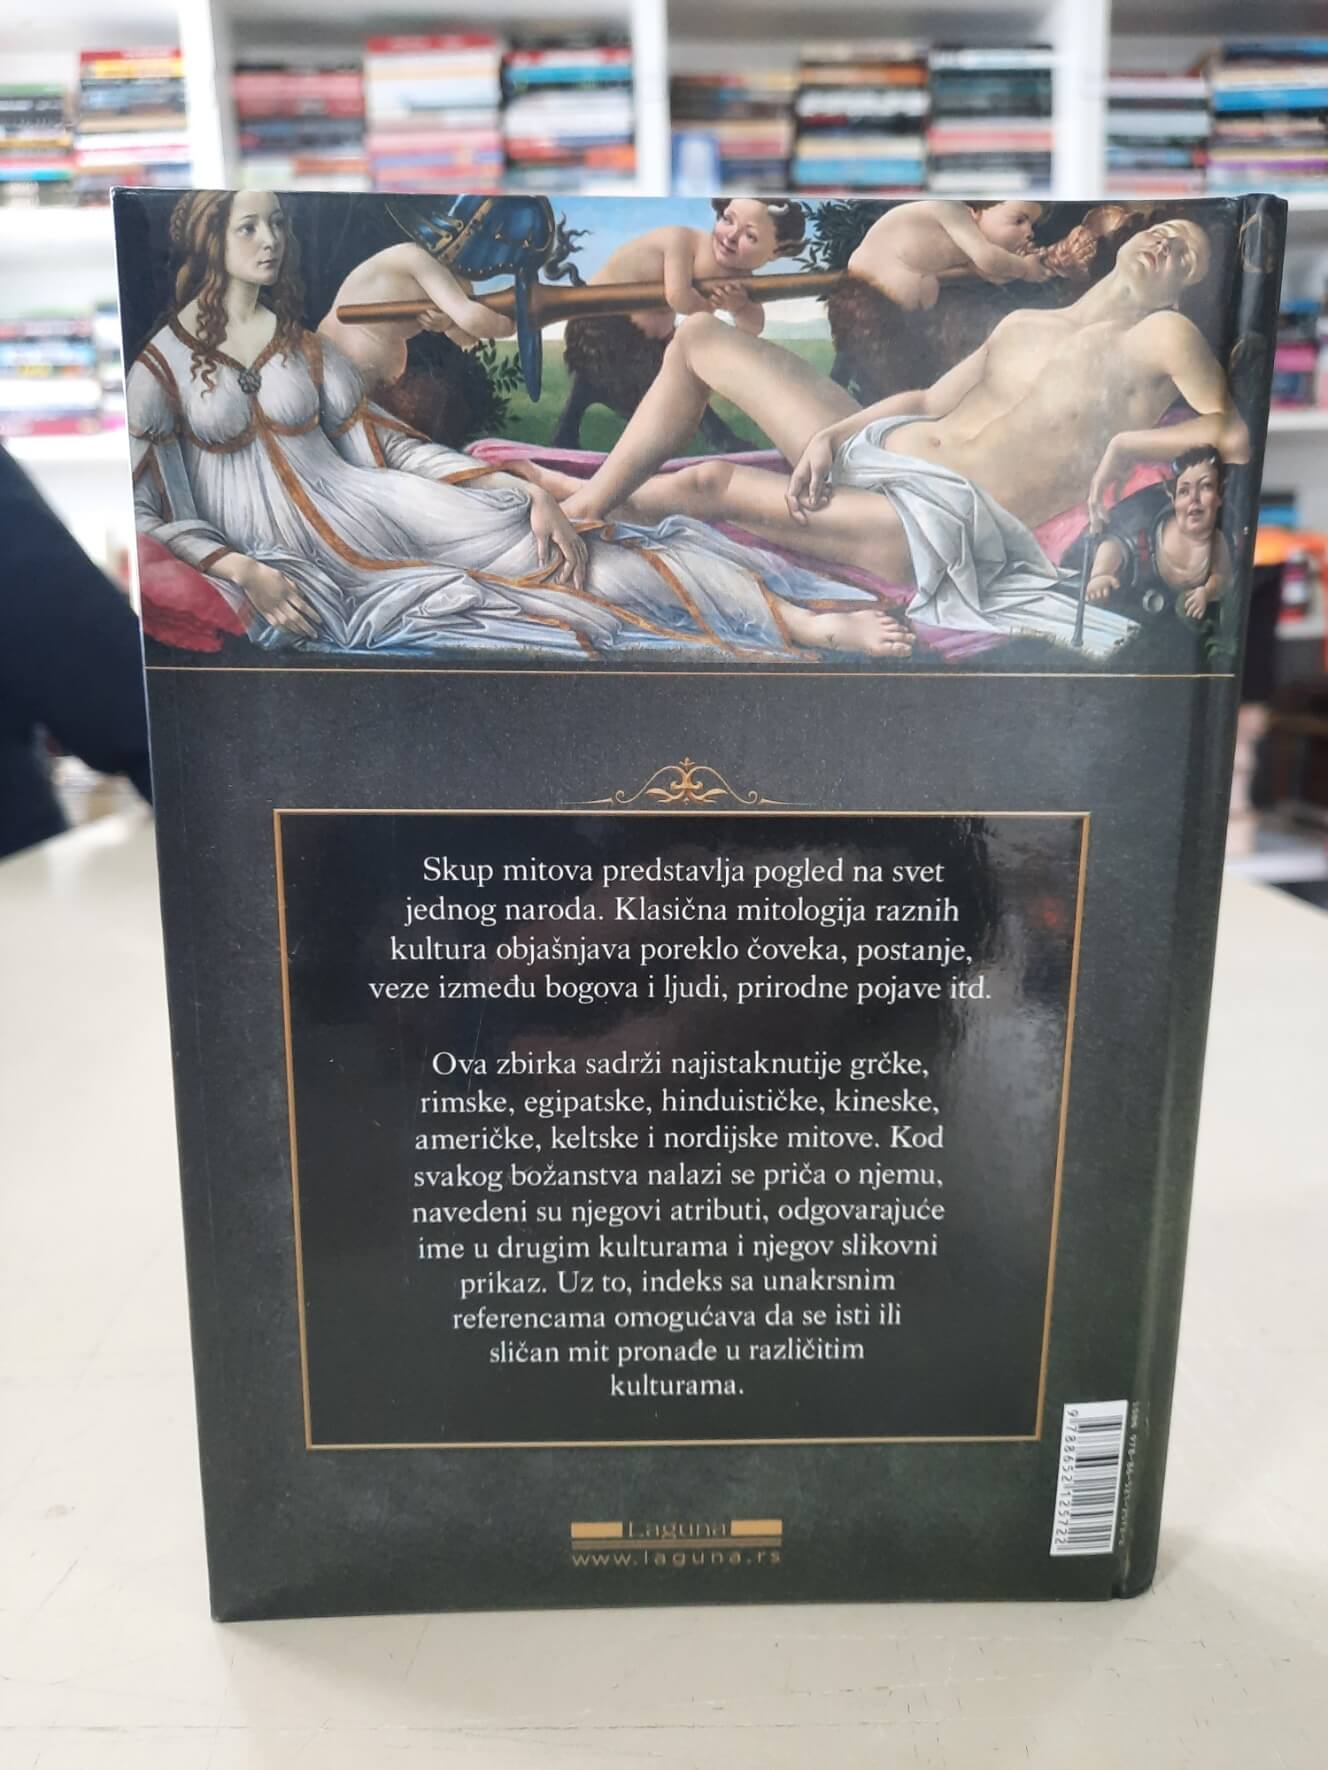 Skup mitova predstavlja pogled na svet
jednog naroda. Klasična mitologija raznih
kultura objašnjava poreklo čoveka, postanje,
veze između bogova i ljudi, prirodne pojave itd.
Ova zbirka sadrži najistaknutije grčke,
rimske, egipatske, hinduističke, kineske,
američke, keltske i nordijske mitove. Kod
svakog božanstva nalazi se priča o njemu,
navedeni su njegovi atributi, odgovarajuće
ime u drugim kulturama i njegov slikovni
prikaz. Uz to, indeks sa unakrsnim
referencama omogućava da se isti ili
sličan mit pronađe u različitim
kulturama.
Laguna
www.laguna.rs
9788652125722